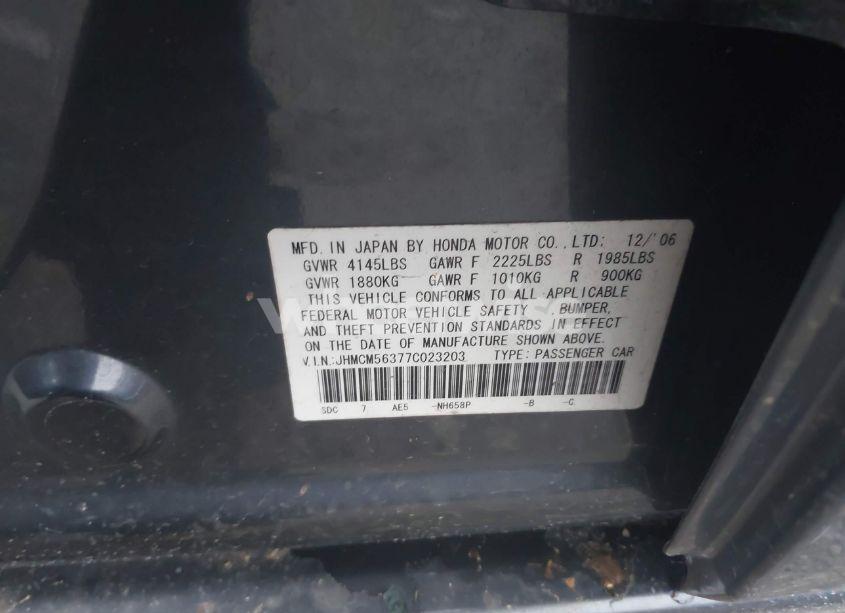 MFD. IN JAPAN BY HONDA MOTOR CO., LTD: 12/'06
GVWR 4145LBS GAWR F 2225LBS R 1985LBS
GVWR 1880KG GAWR F 1010KG R 900KG
THIS VEHICLE CONFORMS TO ALL APPLICABLE
FEDERAL MOTOR VEHICLE SAFETY , BUMPER,
AND THEFT PREVENTION STANDARDS IN EFFECT
ON THE DATE OF MANUFACTURE SHOWN ABOVE.
V.I.N.:JHMCM56377C023203 TYPE: PASSENGER CAR
SDC 7 AE5 -NH658P -B -G